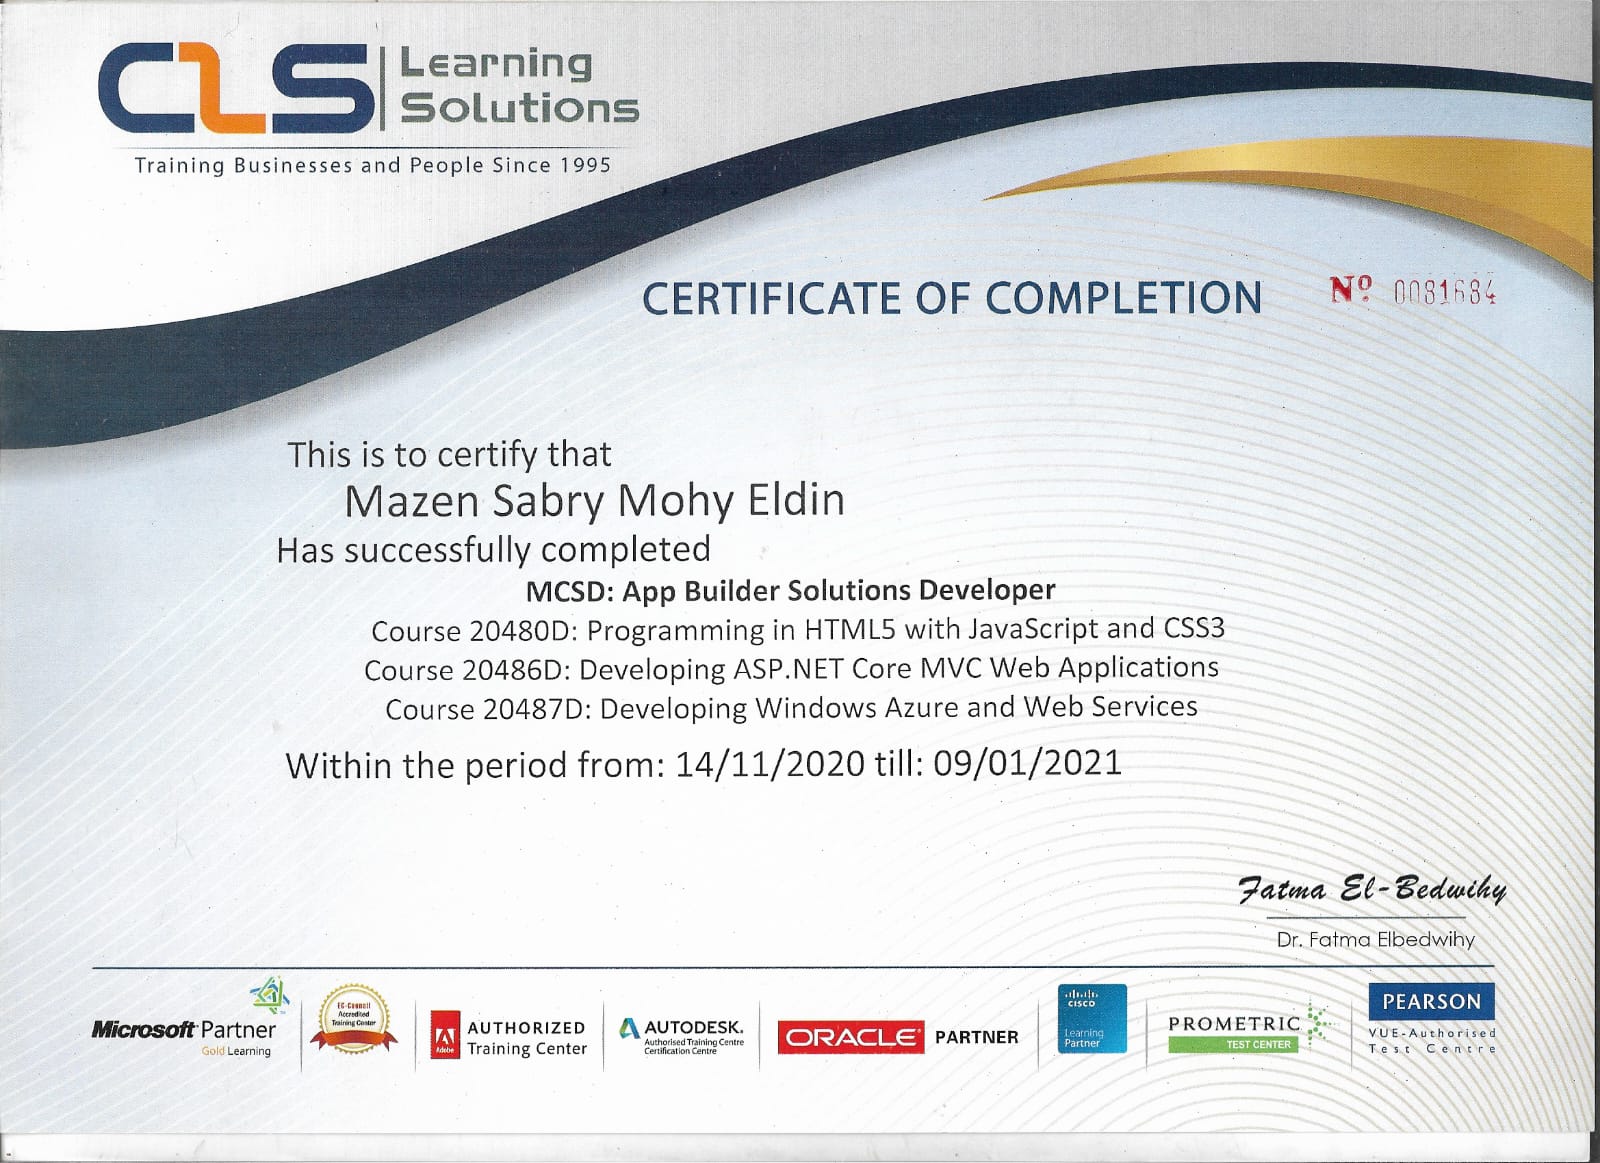 CLS Learning
Solutions
Training Businesses and People Since 1995
CERTIFICATE OF COMPLETION Nº 0081684
This is to certify that
Mazen Sabry Mohy Eldin
Has successfully completed
MCSD: App Builder Solutions Developer
Course 20480D: Programming in HTML5 with JavaScript and CSS3
Course 20486D: Developing ASP.NET Core MVC Web Applications
Course 20487D: Developing Windows Azure and Web Services
Within the period from: 14/11/2020 till: 09/01/2021
Fatma El-Bedwihy
Dr. Fatma Elbedwihy
Microsoft Partner
Gold Learning
EC-Council
Accredited
Training Center
Adobe
AUTHORIZED
Training Center
AUTODESK.
Authorised Training Centre
Certification Centre
ORACLE PARTNER
CISCO
Learning
Partner
PROMETRIC
TEST CENTER
PEARSON
VUE-Authorised
Test Centre